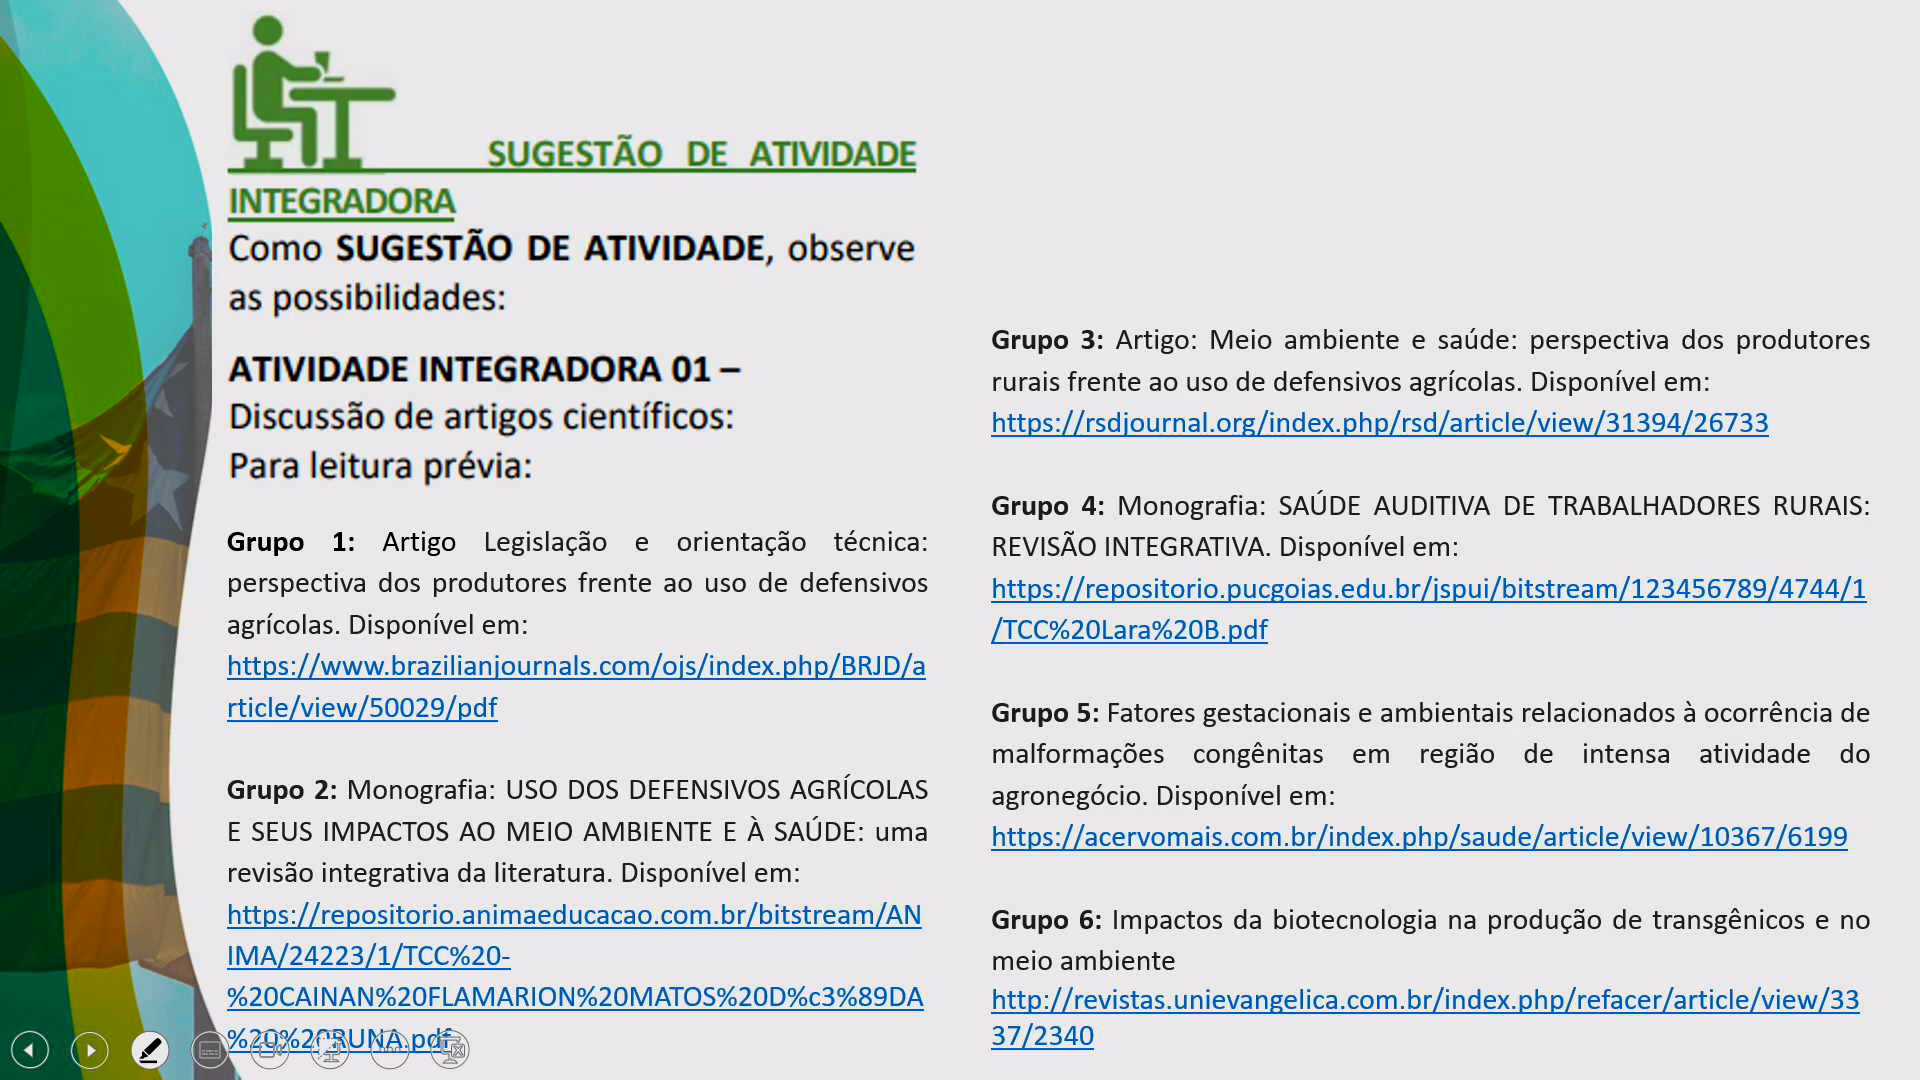 SUGESTÃO DE ATIVIDADE
INTEGRADORA
Como SUGESTÃO DE ATIVIDADE, observe
as possibilidades:
ATIVIDADE INTEGRADORA 01 –
Discussão de artigos científicos:
Para leitura prévia:
Grupo 1: Artigo Legislação e orientação técnica:
perspectiva dos produtores frente ao uso de defensivos
agrícolas. Disponível em:
https://www.brazilianjournals.com/ojs/index.php/BRJD/a
rticle/view/50029/pdf
Grupo 2: Monografia: USO DOS DEFENSIVOS AGRÍCOLAS
E SEUS IMPACTOS AO MEIO AMBIENTE E À SAÚDE: uma
revisão integrativa da literatura. Disponível em:
https://repositorio.animaeducacao.com.br/bitstream/AN
IMA/24223/1/TCC%20-
%20CAINAN%20FLAMARION%20MATOS%20D%c3%89DA
Grupo 3: Artigo: Meio ambiente e saúde: perspectiva dos produtores
rurais frente ao uso de defensivos agrícolas. Disponível em:
https://rsdjournal.org/index.php/rsd/article/view/31394/26733
Grupo 4: Monografia: SAÚDE AUDITIVA DE TRABALHADORES RURAIS:
REVISÃO INTEGRATIVA. Disponível em:
https://repositorio.pucgoias.edu.br/jspui/bitstream/123456789/4744/1
/TCC%20Lara%20B.pdf
Grupo 5: Fatores gestacionais e ambientais relacionados à ocorrência de
malformações congênitas em região de intensa atividade do
agronegócio. Disponível em:
https://acervomais.com.br/index.php/saude/article/view/10367/6199
Grupo 6: Impactos da biotecnologia na produção de transgênicos e no
meio ambiente
http://revistas.unievangelica.com.br/index.php/refacer/article/view/33
37/2340